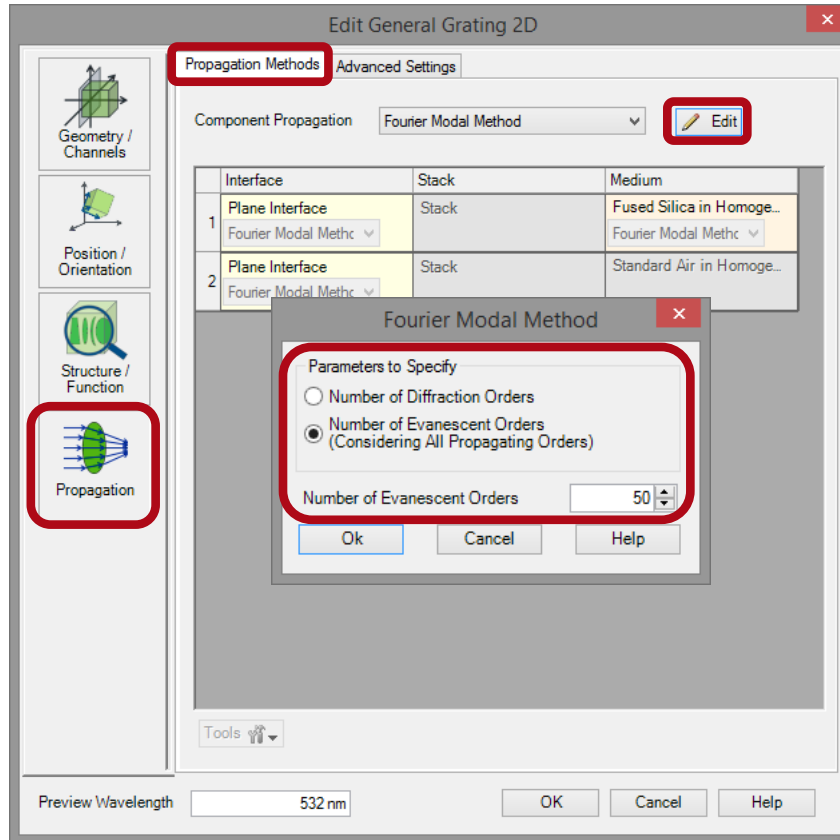 Edit General Grating 2D
Propagation Methods
Advanced Settings
Geometry /
Channels
Component Propagation
Fourier Modal Method
Edit
Interface
Stack
Medium
1
Plane Interface
Stack
Fused Silica in Homoge...
Fourier Modal Methc
Fourier Modal Methc
Position /
Orientation
2
Plane Interface
Stack
Standard Air in Homoge...
Fourier Modal Methc
Fourier Modal Method
Parameters to Specify
Number of Diffraction Orders
Number of Evanescent Orders
(Considering All Propagating Orders)
Structure /
Function
Propagation
Number of Evanescent Orders
50
Ok
Cancel
Help
Tools
Preview Wavelength
532 nm
OK
Cancel
Help